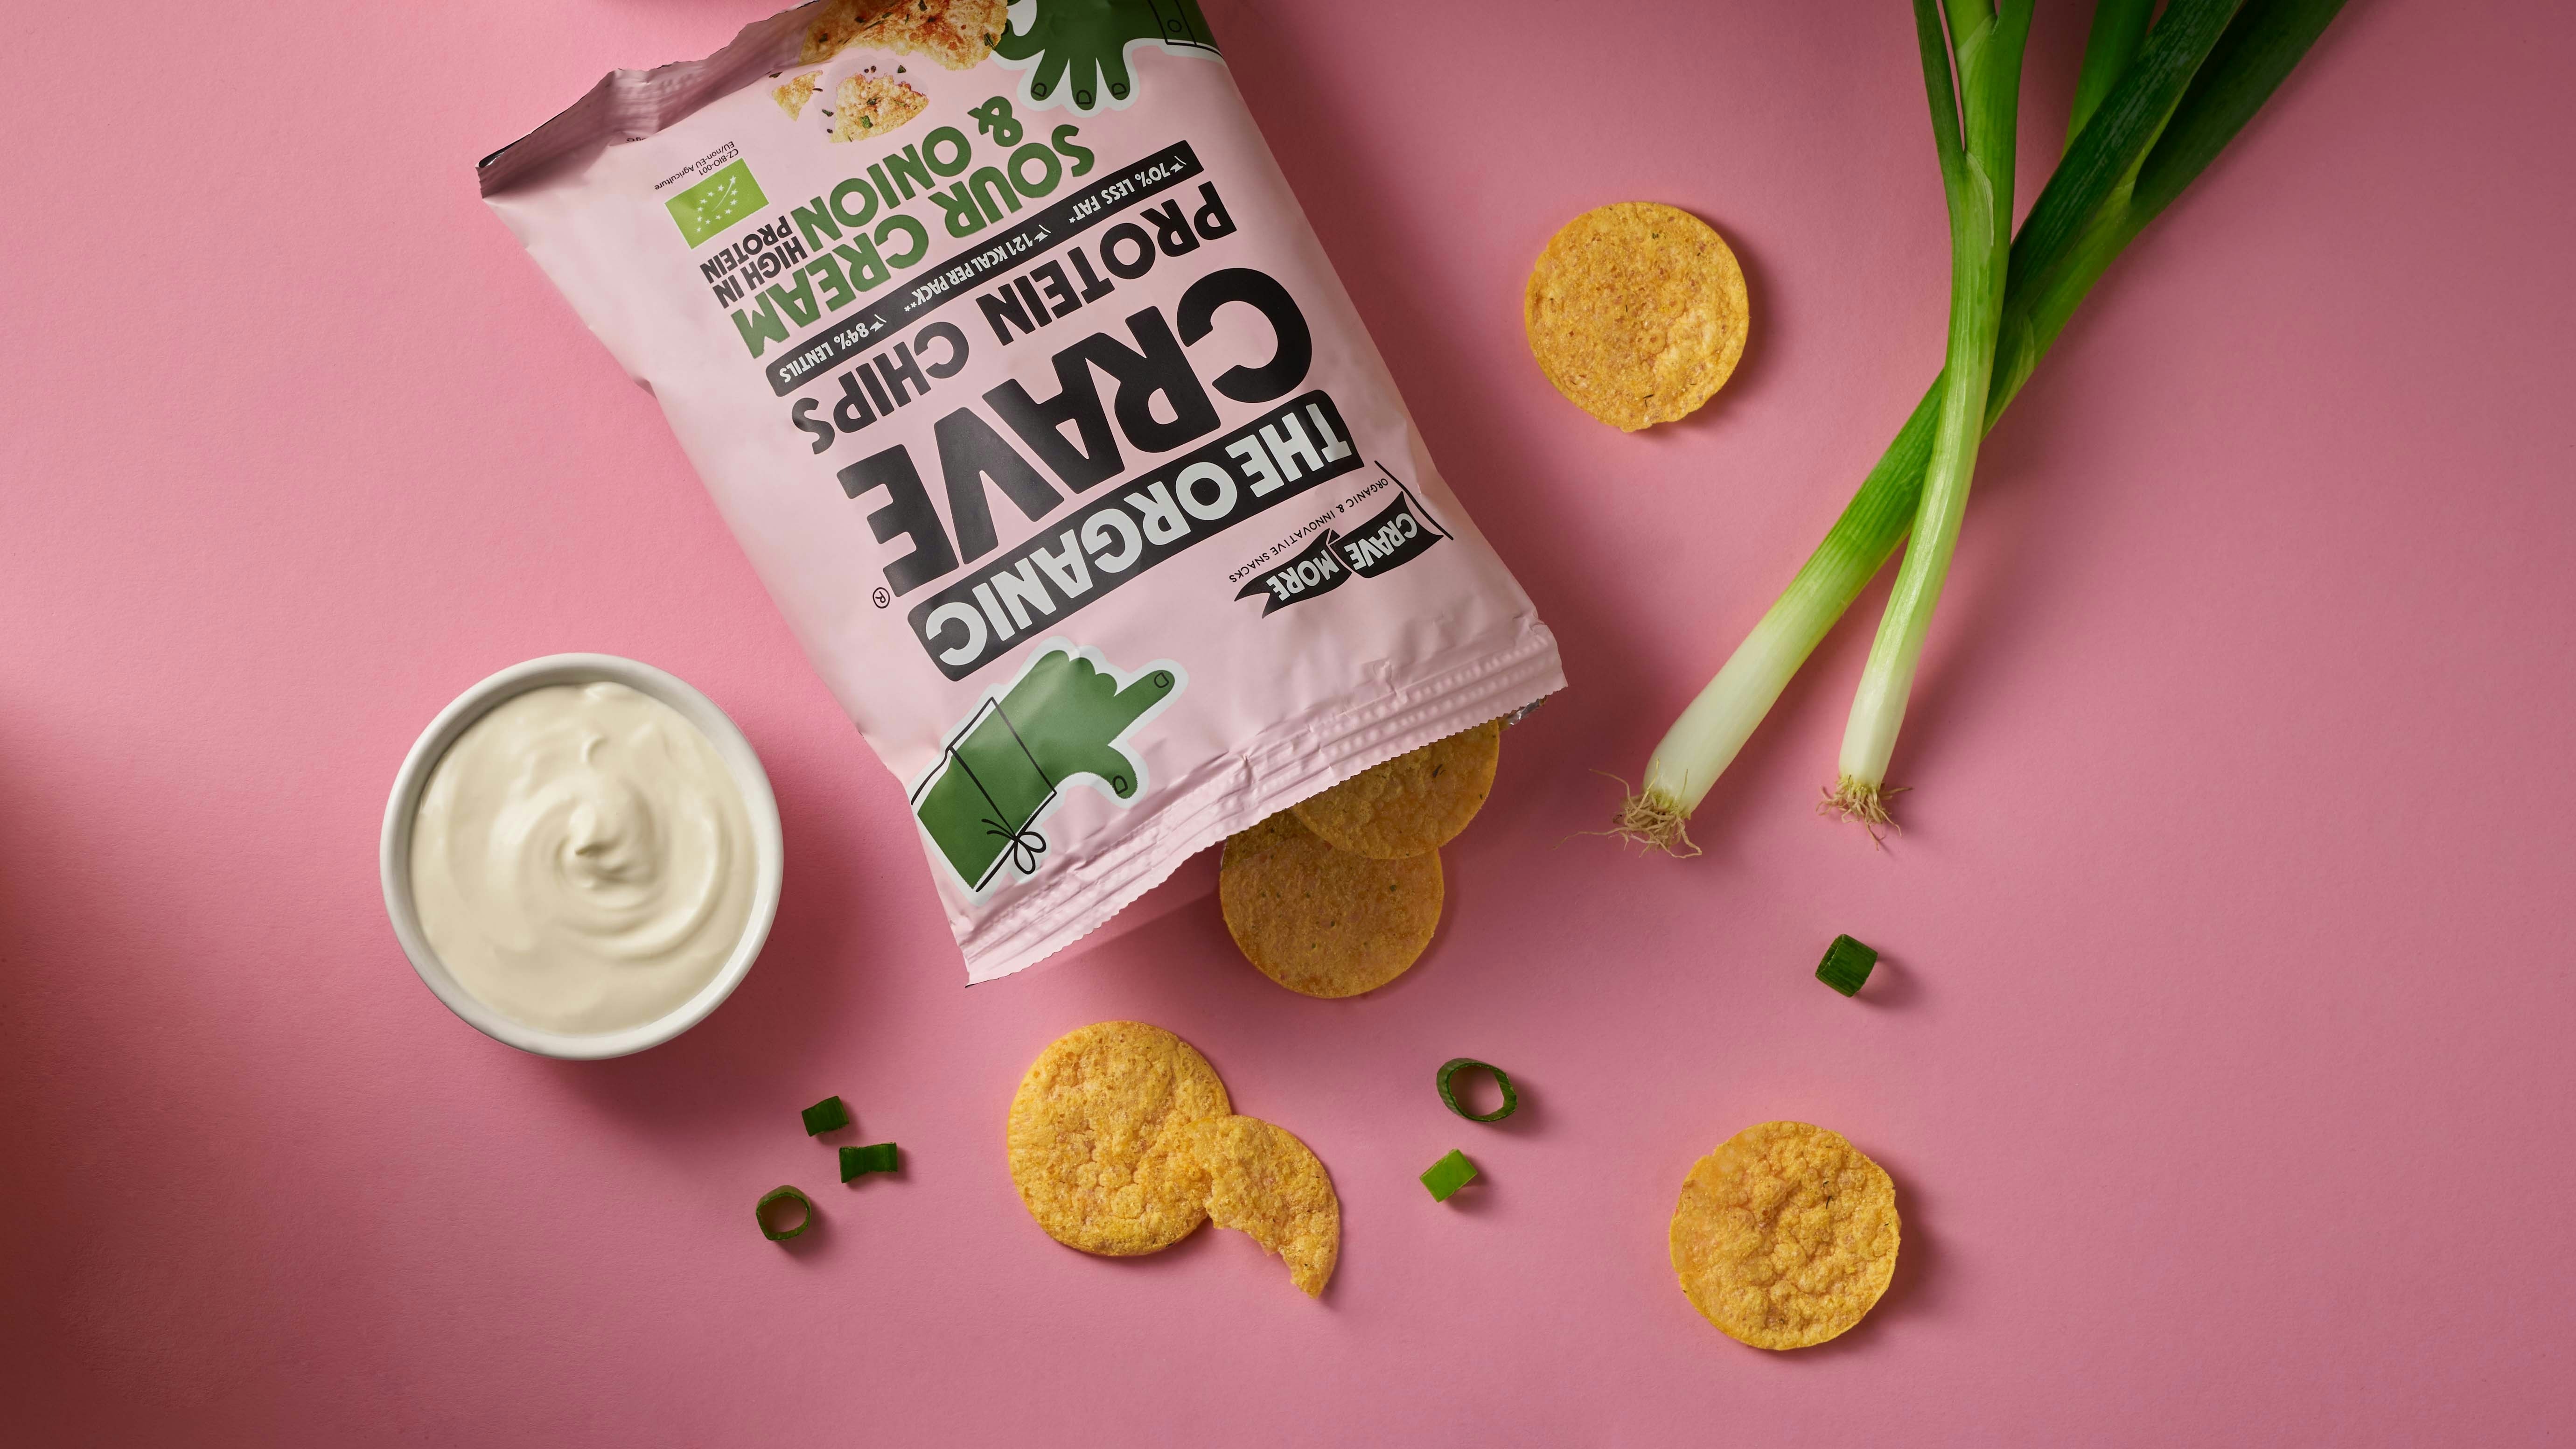 CRAVE
MORE
ORGANIC & INNOVATIVE SNACKS
THE ORGANIC
CRAVE®
PROTEIN CHIPS
70% LESS FAT* 121 KCAL PER PACK** 84% LENTILS
SOUR CREAM
& ONION
HIGH IN
PROTEIN
CZ-BIO-001
EU/non-EU Agriculture